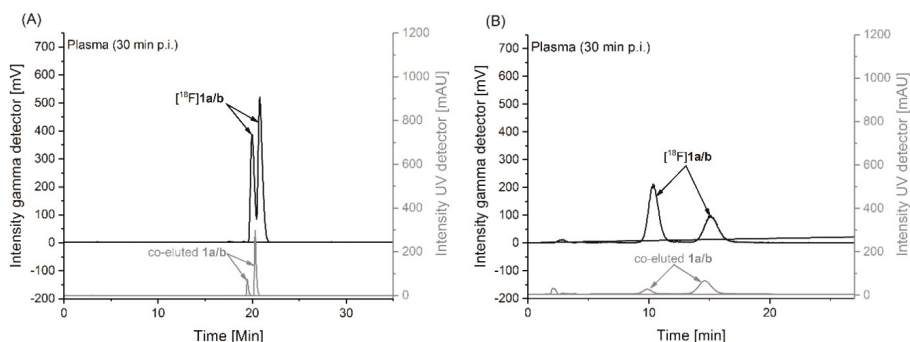 (A)
Plasma (30 min p.i.)
[¹⁸F]1a/b
co-eluted 1a/b
700
600
500
400
300
200
100
0
-100
-200
Intensity gamma detector [mV]
1200
1000
800
600
400
200
0
Intensity UV detector [mAU]
0
10
20
30
Time [Min]
(B)
Plasma (30 min p.i.)
[¹⁸F]1a/b
co-eluted 1a/b
700
600
500
400
300
200
100
0
-100
-200
Intensity gamma detector [mV]
1200
1000
800
600
400
200
0
Intensity UV detector [mAU]
0
10
20
Time [min]